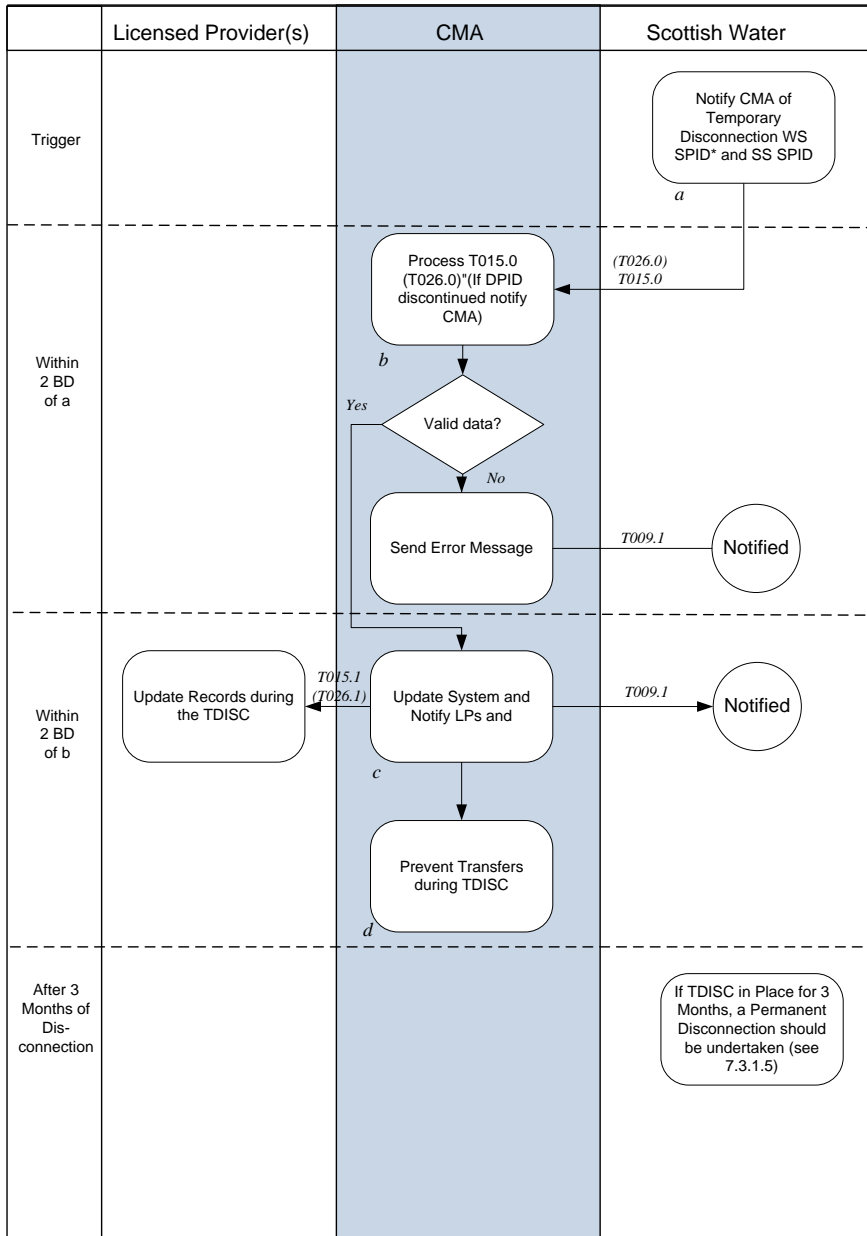 Licensed Provider(s)
CMA
Scottish Water
Trigger
Notify CMA of
Temporary
Disconnection WS
SPID* and SS SPID
a
Within
2 BD
of a
Process T015.0
(T026.0)"(If DPID
discontinued notify
CMA)
(T026.0)
T015.0
b
Valid data?
Yes
No
Send Error Message
T009.1
Notified
Within
2 BD
of b
Update Records during
the TDISC
T015.1
(T026.1)
Update System and
Notify LPs and
T009.1
Notified
c
Prevent Transfers
during TDISC
d
After 3
Months of
Dis-
connection
If TDISC in Place for 3
Months, a Permanent
Disconnection should
be undertaken (see
7.3.1.5)